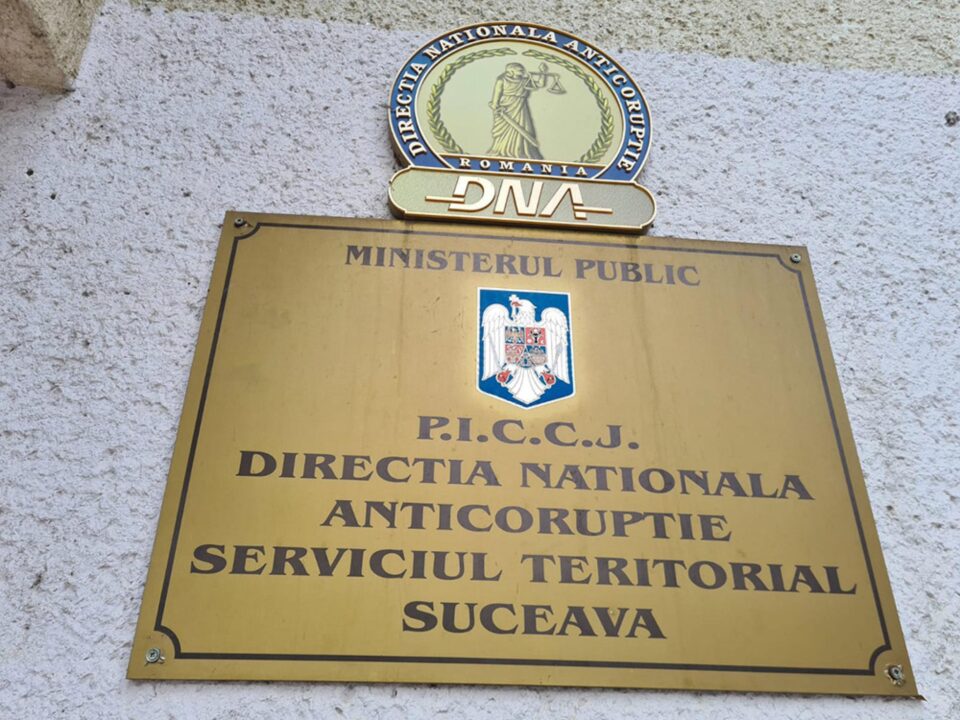 DIRECTIA NATIONALA ANTICORUPTIE
ROMANIA
DNA
MINISTERUL PUBLIC
P.I.C.C.J.
DIRECTIA NATIONALA
ANTICORUPTIE
SERVICIUL TERITORIAL
SUCEAVA